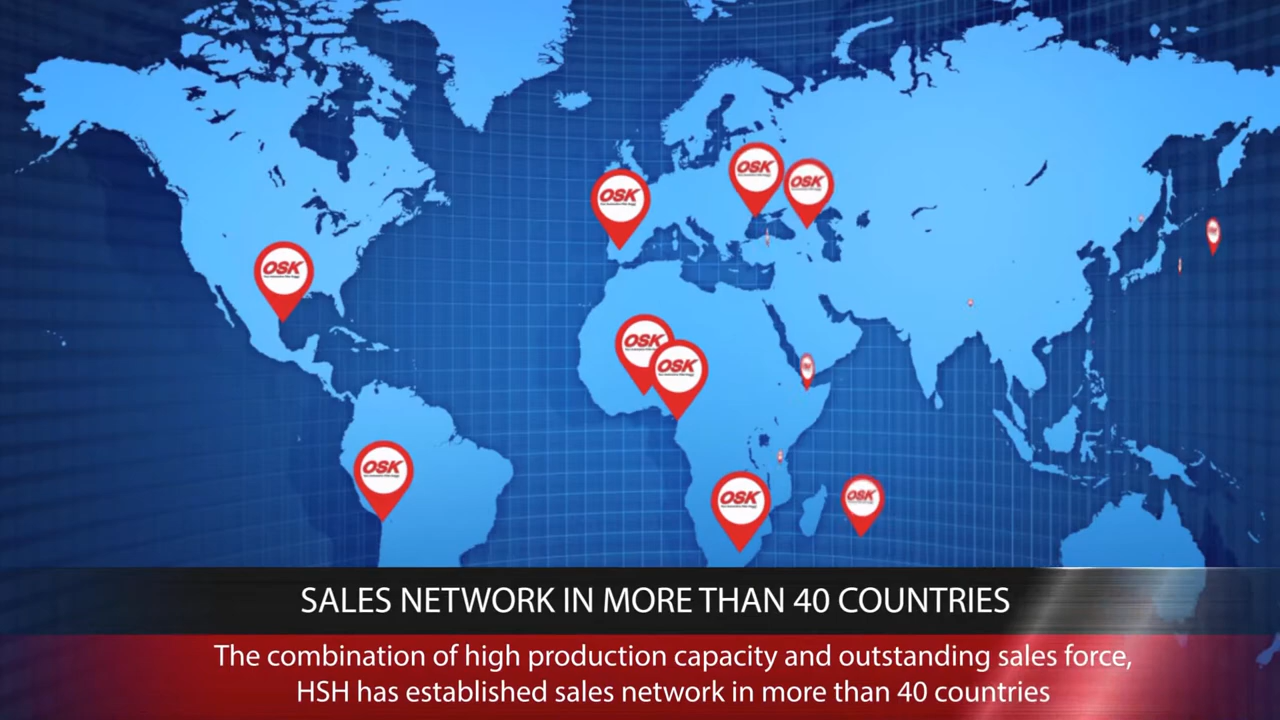 OSK
OSK
OSK
OSK
OSK
OSK
OSK
OSK
OSK
SALES NETWORK IN MORE THAN 40 COUNTRIES
The combination of high production capacity and outstanding sales force,
HSH has established sales network in more than 40 countries